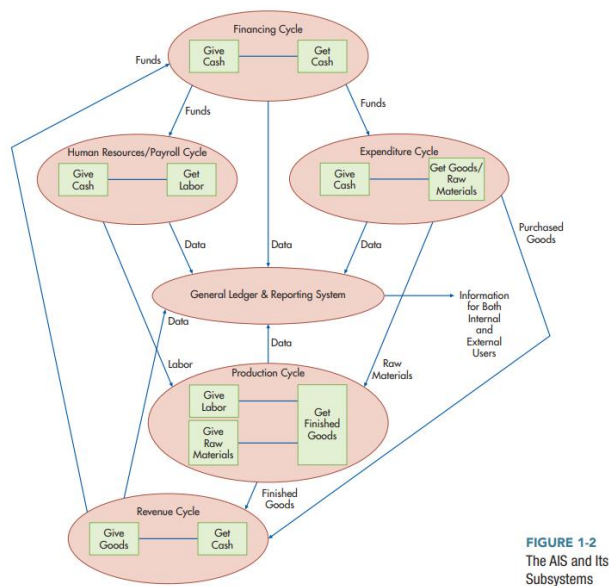 Financing Cycle
Give
Cash
Get
Cash
Funds
Funds
Funds
Human Resources/Payroll Cycle
Give
Cash
Get
Labor
Expenditure Cycle
Give
Cash
Get Goods/
Raw
Materials
Purchased
Goods
Data
Data
Data
General Ledger & Reporting System
Information
for Both
Internal
and
External
Users
Data
Data
Labor
Raw
Materials
Production Cycle
Give
Labor
Give
Raw
Materials
Get
Finished
Goods
Finished
Goods
Revenue Cycle
Give
Goods
Get
Cash
FIGURE 1-2
The AIS and Its
Subsystems